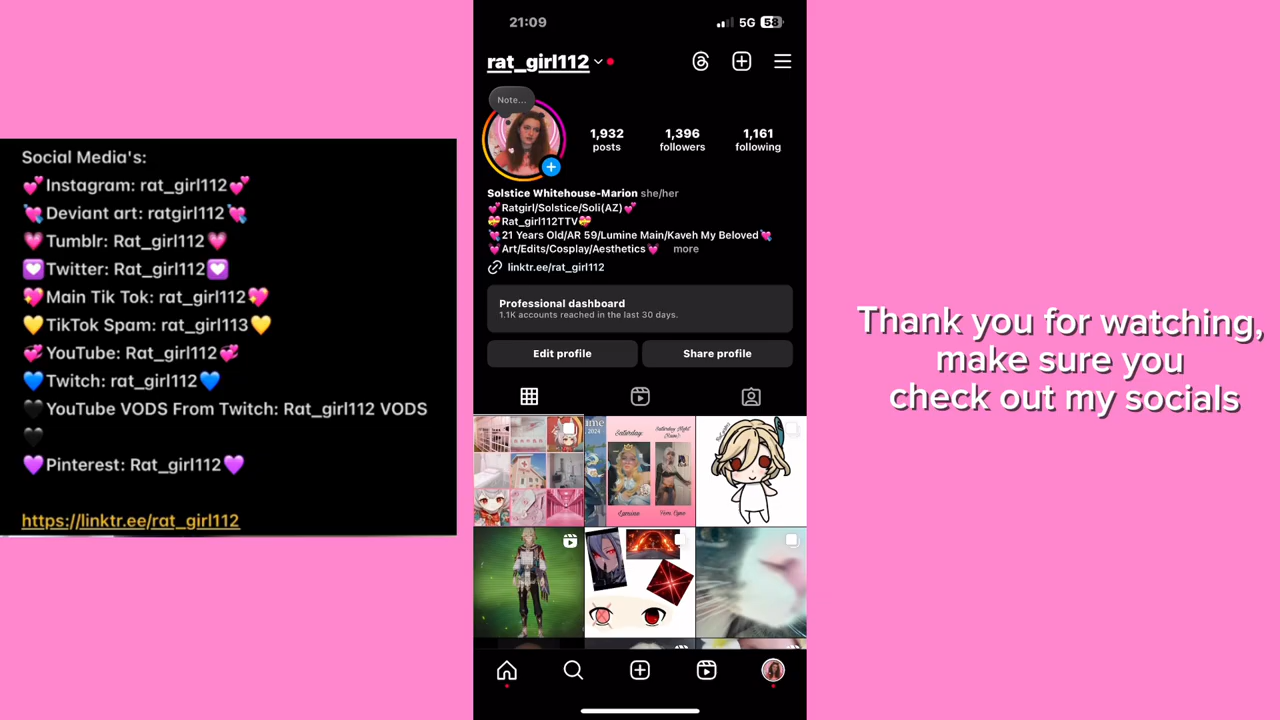 Social Media's:
💕Instagram: rat_girl112💕
💘Deviant art: ratgirl112💘
💗Tumblr: Rat_girl112💗
💟Twitter: Rat_girl112💟
💖Main Tik Tok: rat_girl112💖
💛TikTok Spam: rat_girl113💛
💞YouTube: Rat_girl112💞
💙Twitch: rat_girl112💙
🖤YouTube VODS From Twitch: Rat_girl112 VODS
🖤
💜Pinterest: Rat_girl112💜
https://linktr.ee/rat_girl112
21:09
5G 58
rat_girl112
Note...
1,932 1,396 1,161
posts followers following
Solstice Whitehouse-Marion she/her
💕Ratgirl/Solstice/Soli(AZ)💕
💝Rat_girl112TTV💝
💘21 Years Old/AR 59/Lumine Main/Kaveh My Beloved💘
💓Art/Edits/Cosplay/Aesthetics💓 more
linktr.ee/rat_girl112
Professional dashboard
1.1K accounts reached in the last 30 days.
Edit profile Share profile
2024
Saturday
Thank you for watching,
make sure you
check out my socials